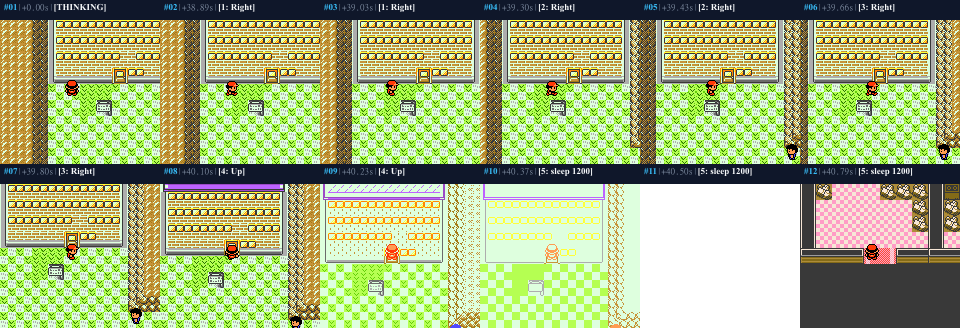 #01|+0.00s|[THINKING]
#02|+38.89s|[1: Right]
#03|+39.03s|[1: Right]
#04|+39.30s|[2: Right]
#05|+39.43s|[2: Right]
#06|+39.66s|[3: Right]
#07|+39.80s|[3: Right]
#08|+40.10s|[4: Up]
#09|+40.23s|[4: Up]
#10|+40.37s|[5: sleep 1200]
#11|+40.50s|[5: sleep 1200]
#12|+40.79s|[5: sleep 1200]